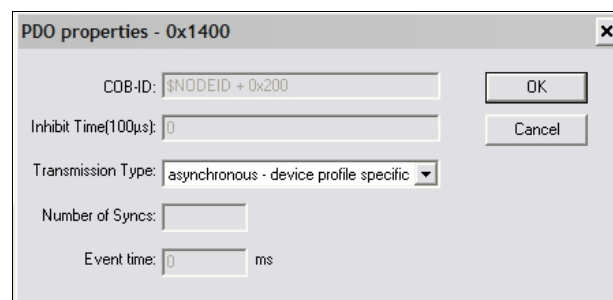 PDO properties - 0x1400
COB-ID: $NODEID + 0x200
OK
Inhibit Time(100µs): 0
Cancel
Transmission Type: asynchronous - device profile specific
Number of Syncs:
Event time: 0 ms